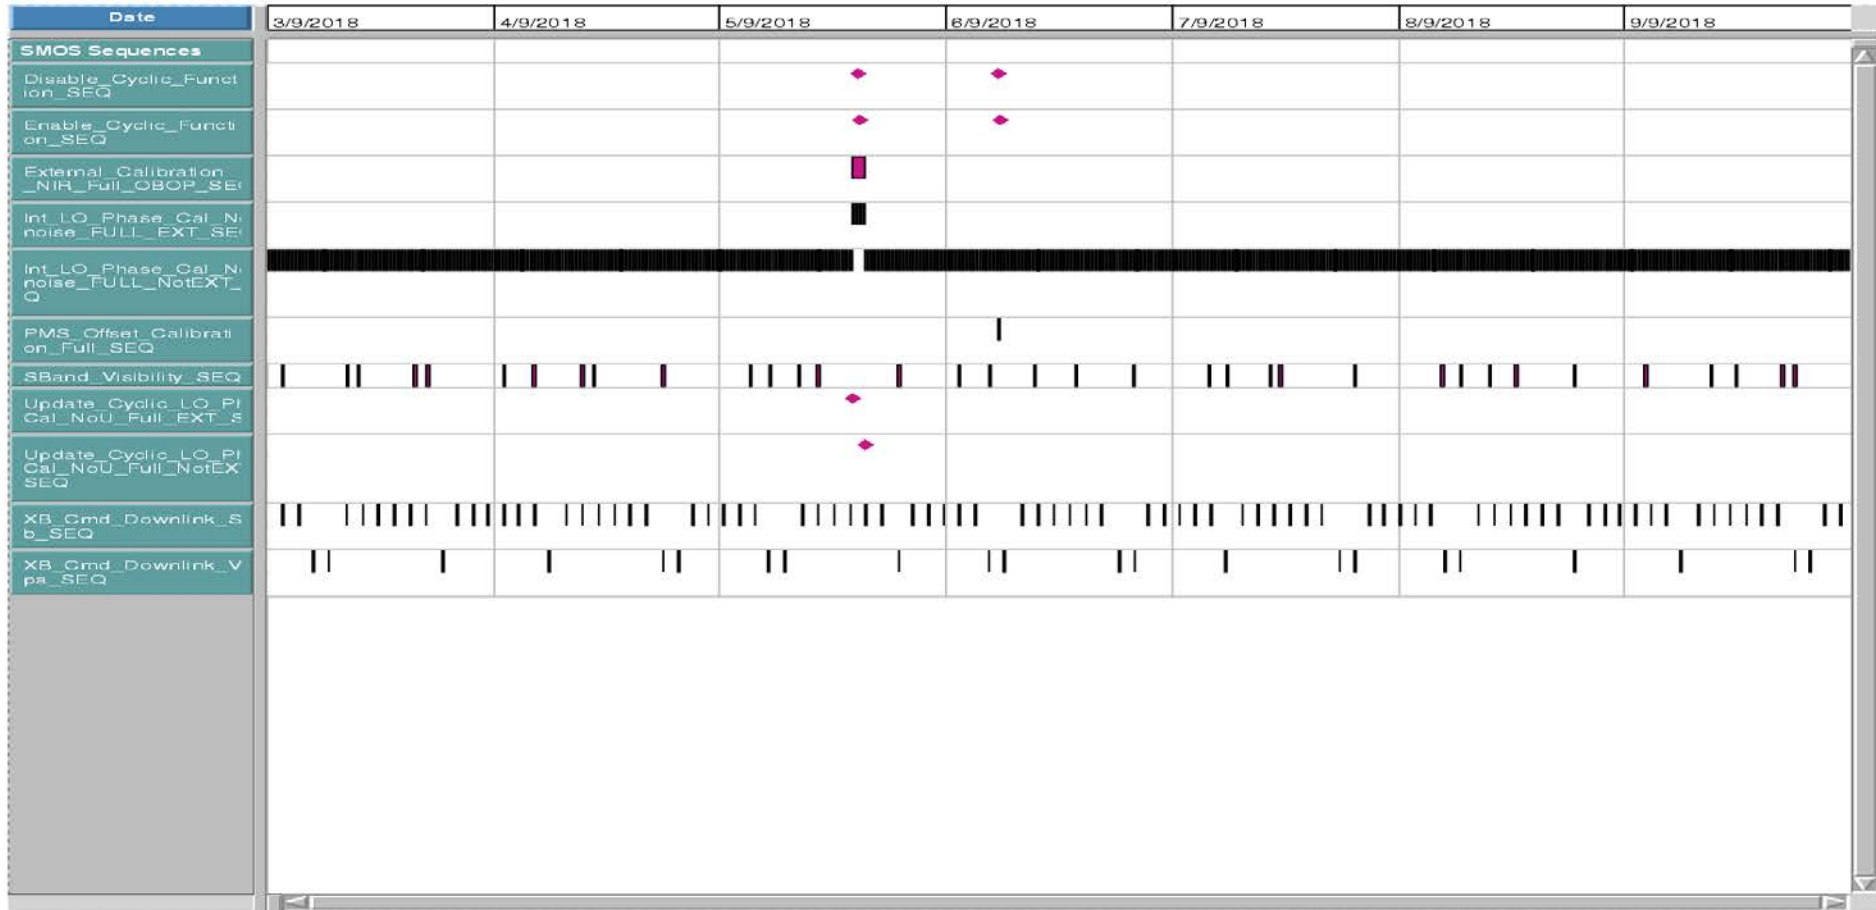 Date
3/9/2018 4/9/2018 5/9/2018 6/9/2018 7/9/2018 8/9/2018 9/9/2018
SMOS Sequences
Disable_Cyclic_Funct
ion_SEQ
Enable_Cyclic_Functi
on_SEQ
External_Calibration
_NIR_Full_OBOP_SE
Int_LO_Phase_Cal_N
noise_FULL_EXT_SE
Int_LO_Phase_Cal_N
noise_FULL_NotEXT_
Q
PMS_Offset_Calibrati
on_Full_SEQ
SBand_Visibility_SEQ
Update_Cyclic_LO_P
Cal_NoU_Full_EXT_S
Update_Cyclic_LO_P
Cal_NoU_Full_NotEX
SEQ
XB_Cmd_Downlink_S
b_SEQ
XB_Cmd_Downlink_V
pa_SEQ